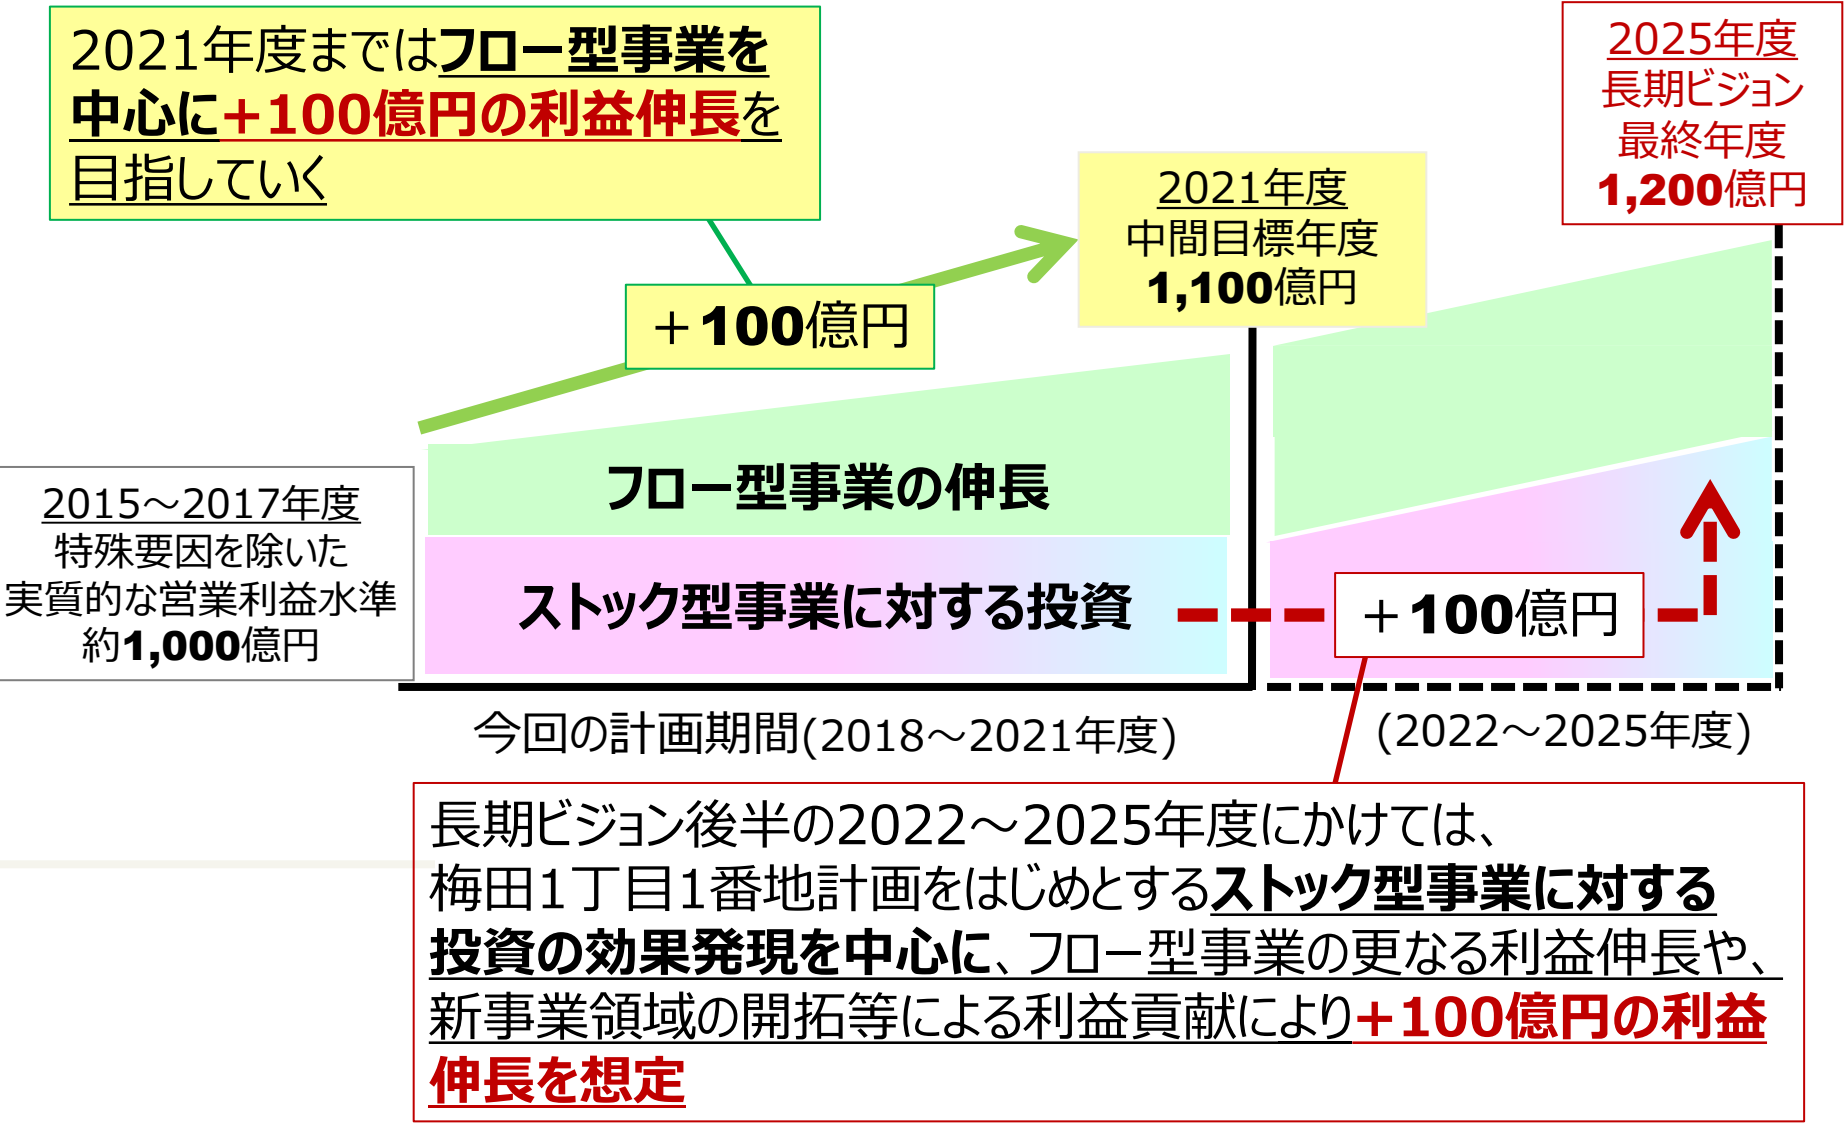 2021年度まではフロー型事業を
中心に+100億円の利益伸長を
目指していく
2025年度
長期ビジョン
最終年度
1,200億円
2021年度
中間目標年度
1,100億円
+100億円
フロー型事業の伸長
2015～2017年度
特殊要因を除いた
実質的な営業利益水準
約1,000億円
ストック型事業に対する投資
+100億円
今回の計画期間(2018～2021年度)
(2022～2025年度)
長期ビジョン後半の2022～2025年度にかけては、
梅田1丁目1番地計画をはじめとするストック型事業に対する
投資の効果発現を中心に、フロー型事業の更なる利益伸長や、
新事業領域の開拓等による利益貢献により+100億円の利益
伸長を想定